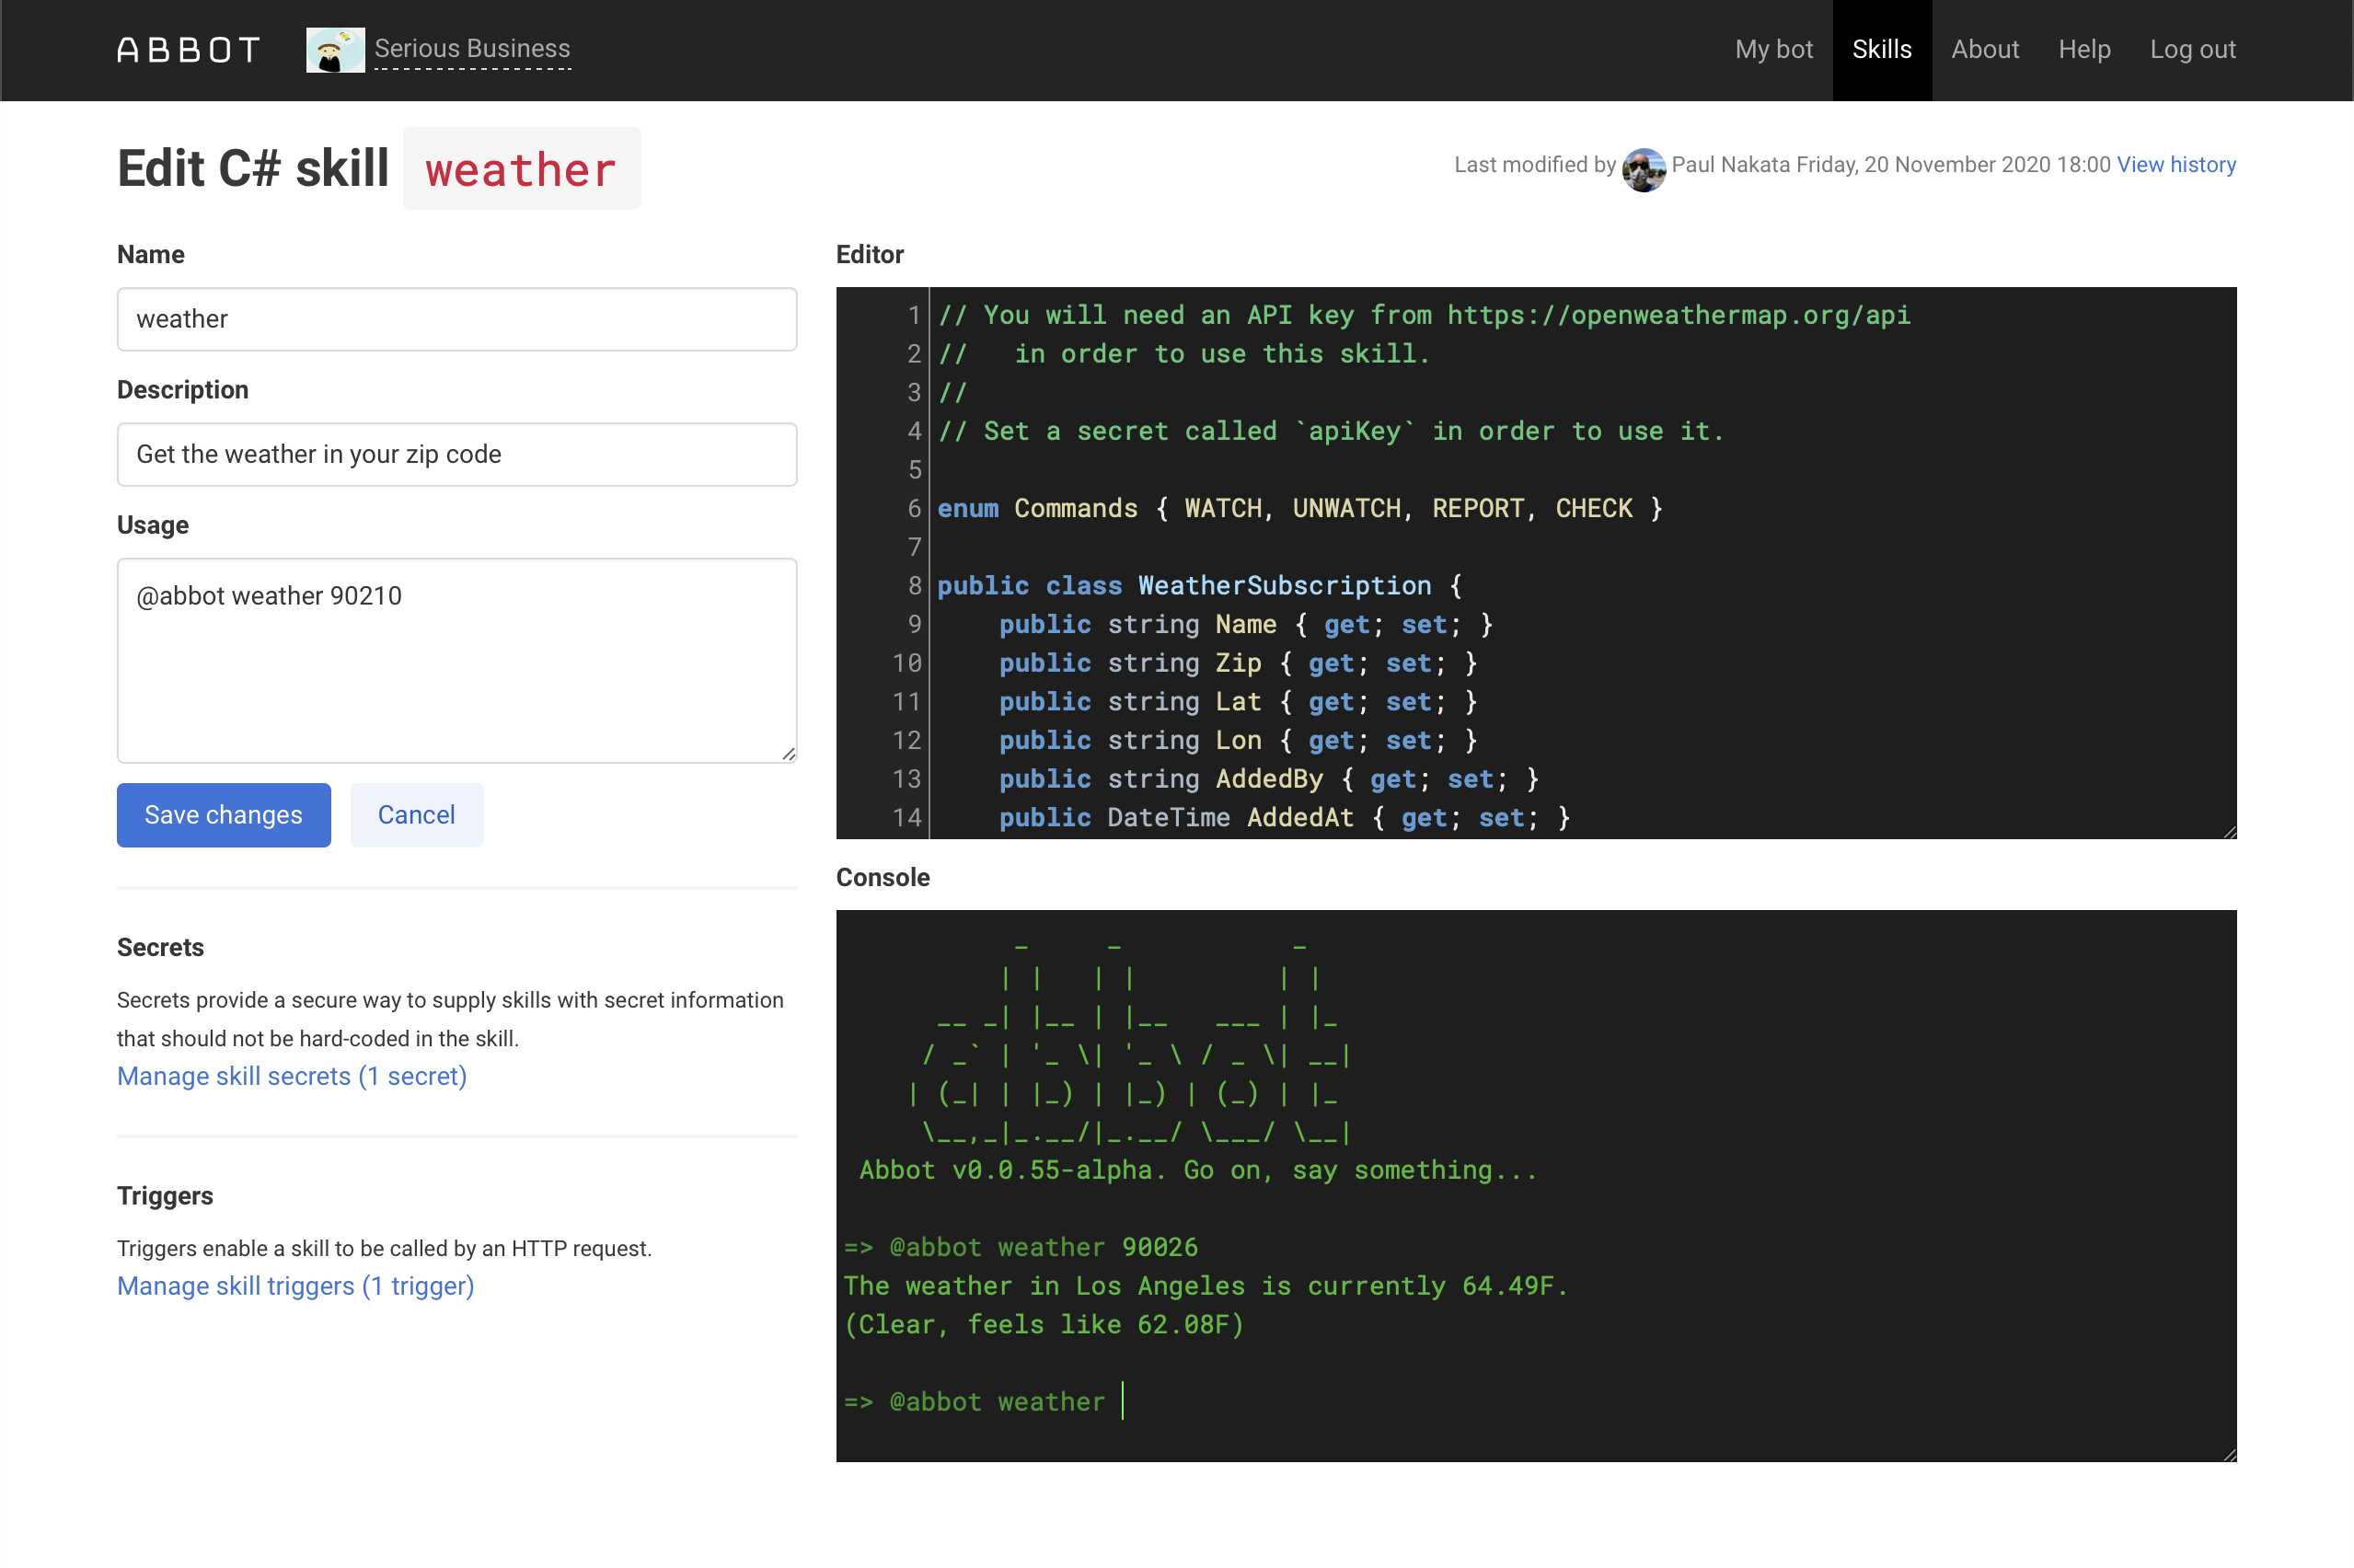 ABBOT Serious Business My bot Skills About Help Log out
Edit C# skill weather
Last modified by Paul Nakata Friday, 20 November 2020 18:00 View history
Name
weather
Description
Get the weather in your zip code
Usage
@abbot weather 90210
Save changes Cancel
Secrets
Secrets provide a secure way to supply skills with secret information
that should not be hard-coded in the skill.
Manage skill secrets (1 secret)
Triggers
Triggers enable a skill to be called by an HTTP request.
Manage skill triggers (1 trigger)
Editor
1 // You will need an API key from https://openweathermap.org/api
2 //   in order to use this skill.
3 //
4 // Set a secret called `apiKey` in order to use it.
5
6 enum Commands { WATCH, UNWATCH, REPORT, CHECK }
7
8 public class WeatherSubscription {
9     public string Name { get; set; }
10     public string Zip { get; set; }
11     public string Lat { get; set; }
12     public string Lon { get; set; }
13     public string AddedBy { get; set; }
14     public DateTime AddedAt { get; set; }
Console
           _     _           _
          | |   | |         | |
      __ _| |__ | |__   ___ | |_
     / _` | '_ \| '_ \ / _ \| __|
    | (_| | |_) | |_) | (_) | |_
     \__,_|_.__/|_.__/ \___/ \__|
Abbot v0.0.55-alpha. Go on, say something...
=> @abbot weather 90026
The weather in Los Angeles is currently 64.49F.
(Clear, feels like 62.08F)
=> @abbot weather